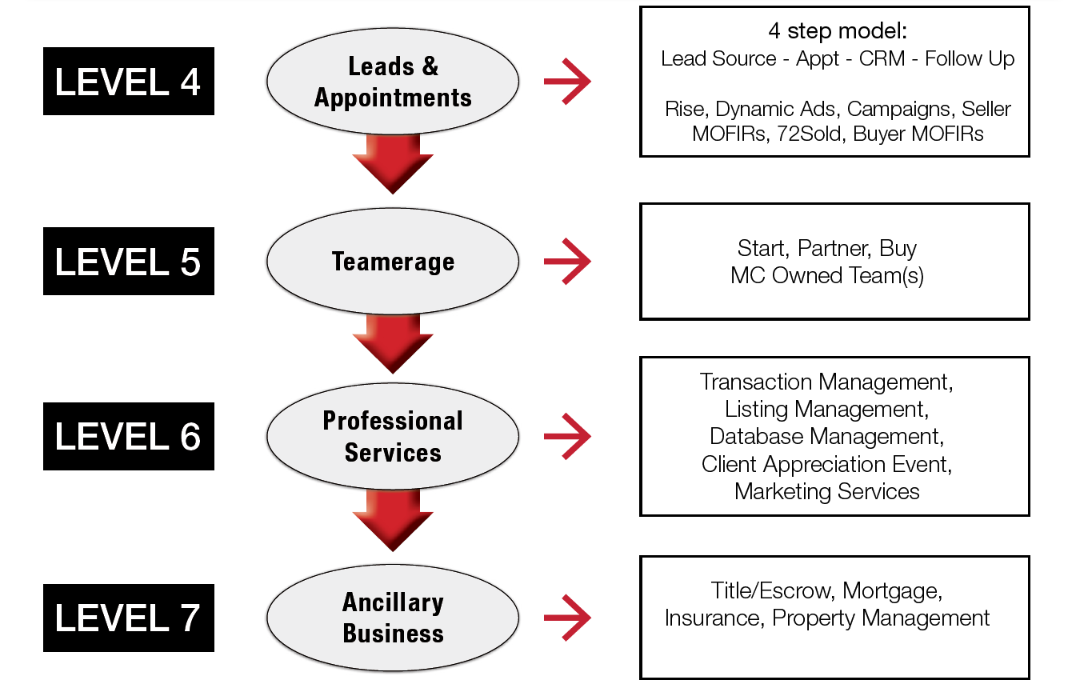 LEVEL 4
Leads &
Appointments
4 step model:
Lead Source - Appt - CRM - Follow Up
Rise, Dynamic Ads, Campaigns, Seller
MOFIRs, 72Sold, Buyer MOFIRs
LEVEL 5
Teamerage
Start, Partner, Buy
MC Owned Team(s)
LEVEL 6
Professional
Services
Transaction Management,
Listing Management,
Database Management,
Client Appreciation Event,
Marketing Services
LEVEL 7
Ancillary
Business
Title/Escrow, Mortgage,
Insurance, Property Management